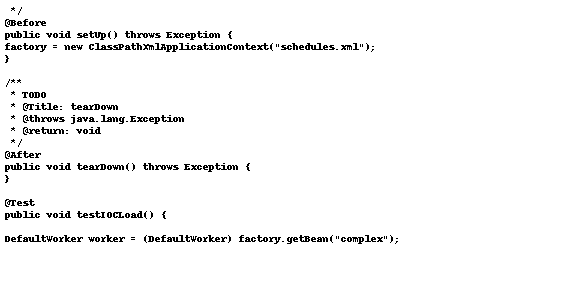 */
@Before
public void setUp() throws Exception {
factory = new ClassPathXmlApplicationContext("schedules.xml");
}
/**
* TODO
* @Title: tearDown
* @throws java.lang.Exception
* @return: void
*/
@After
public void tearDown() throws Exception {
}
@Test
public void testIOCLoad() {
DefaultWorker worker = (DefaultWorker) factory.getBean("complex");